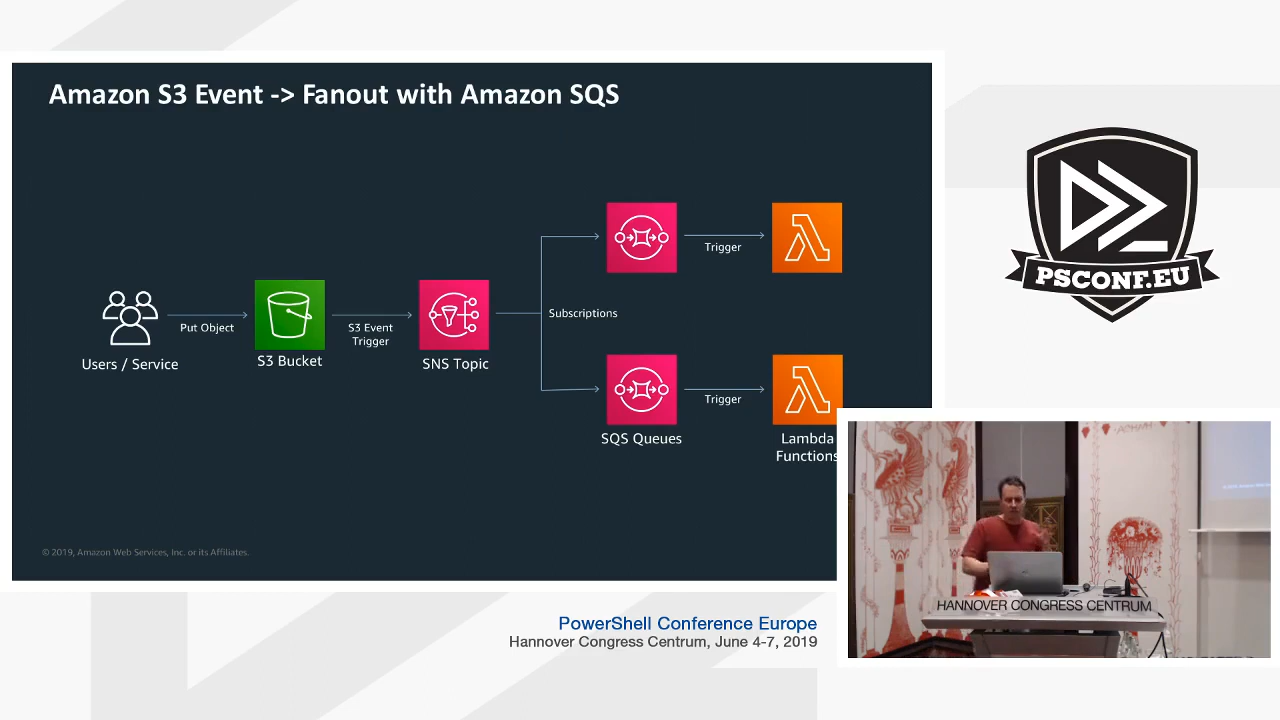 Amazon S3 Event -> Fanout with Amazon SQS
Trigger
Put Object
S3 Event
Trigger
Subscriptions
Users / Service
S3 Bucket
SNS Topic
Trigger
SQS Queues
Lambda
Functions
© 2019, Amazon Web Services, Inc. or its Affiliates.
PSCONF.EU
HANNOVER CONGRESS CENTRUM
PowerShell Conference Europe
Hannover Congress Centrum, June 4-7, 2019